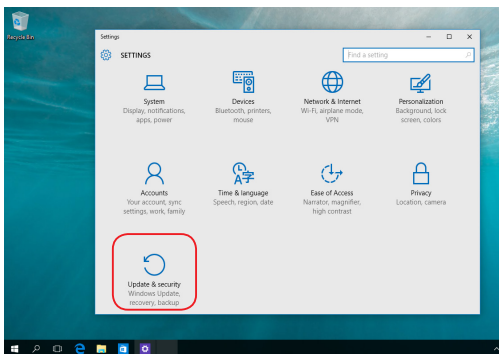 Recycle Bin
Settings
SETTINGS
Find a setting
System
Display, notifications,
apps, power
Devices
Bluetooth, printers,
mouse
Network & Internet
Wi-Fi, airplane mode,
VPN
Personalization
Background, lock
screen, colors
Accounts
Your account, sync
settings, work, family
Time & language
Speech, region, date
Ease of Access
Narrator, magnifier,
high contrast
Privacy
Location, camera
Update & security
Windows Update,
recovery, backup